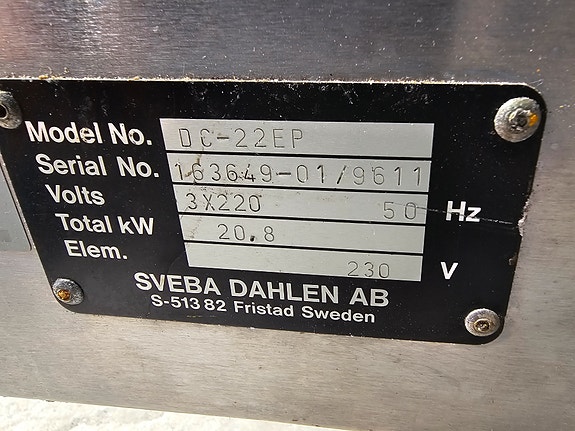 Model No. DC-22EP
Serial No. 163649-01/9611
Volts 3X220 50 Hz
Total kW 20,8
Elem. 230 V
SVEBA DAHLEN AB
S-513 82 Fristad Sweden